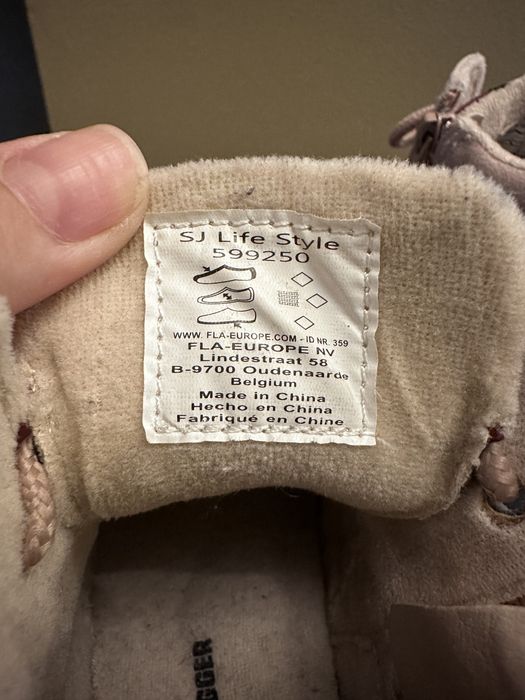 SJ Life Style
599250
WWW. FLA-EUROPE.COM - ID NR. 359
FLA-EUROPE NV
Lindestraat 58
B-9700 Oudenaarde
Belgium
Made in China
Hecho en China
Fabriqué en Chine
GGER